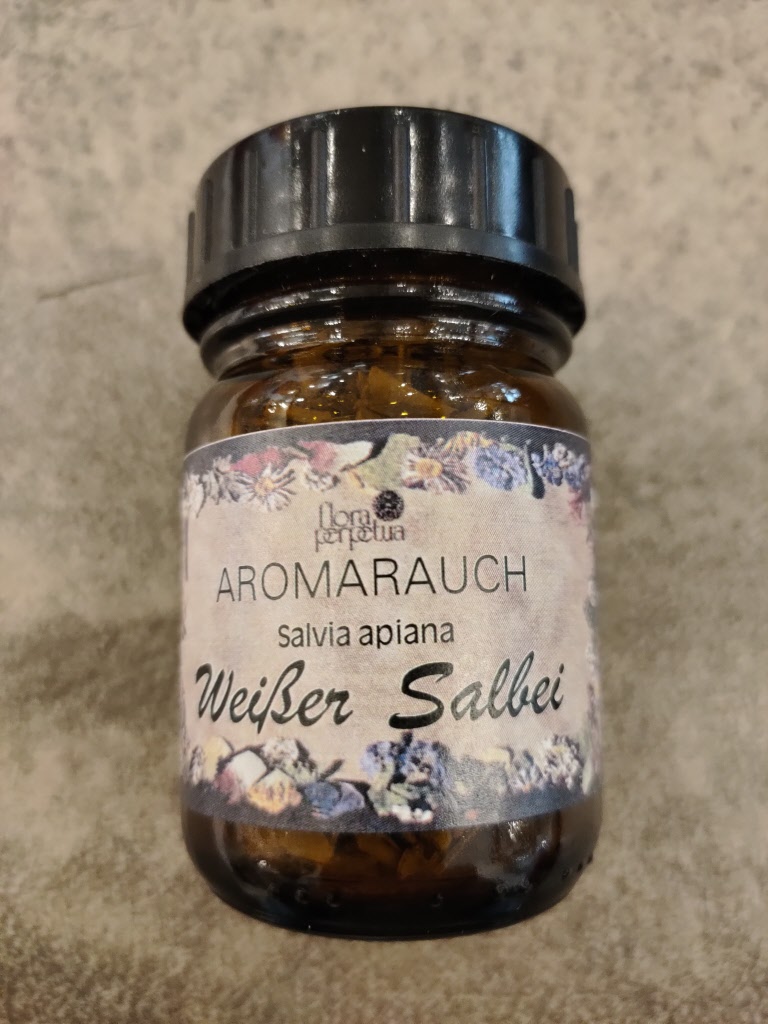 flora
perpetua
AROMARAUCH
Salvia apiana
Weißer Salbei